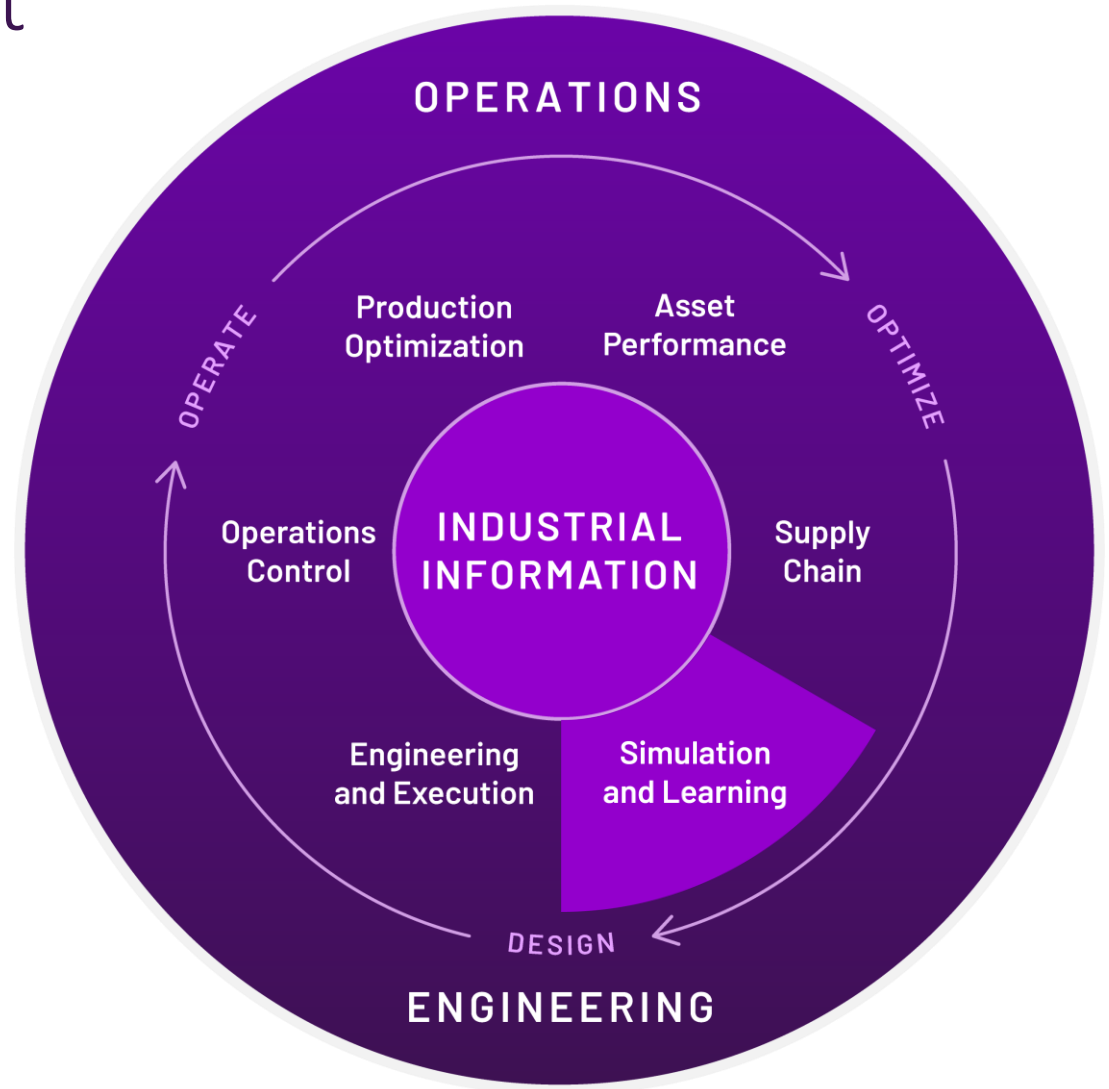 OPERATIONS
OPERATE
OPTIMIZE
Production
Optimization
Asset
Performance
Operations
Control
INDUSTRIAL
INFORMATION
Supply
Chain
Engineering
and Execution
Simulation
and Learning
DESIGN
ENGINEERING